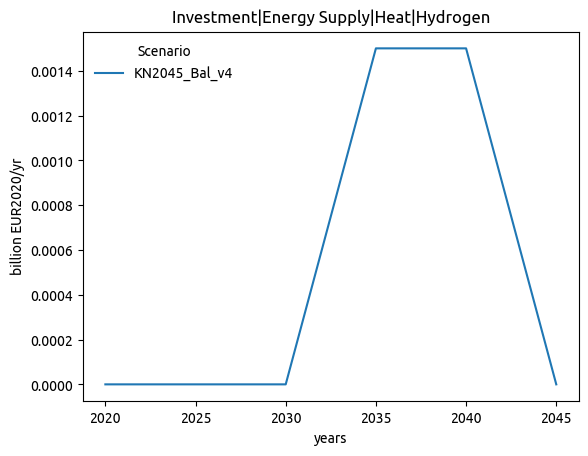 Investment|Energy Supply|Heat|Hydrogen
Scenario
KN2045_Bal_v4
billion EUR2020/yr
0.0014
0.0012
0.0010
0.0008
0.0006
0.0004
0.0002
0.0000
2020 2025 2030 2035 2040 2045
years